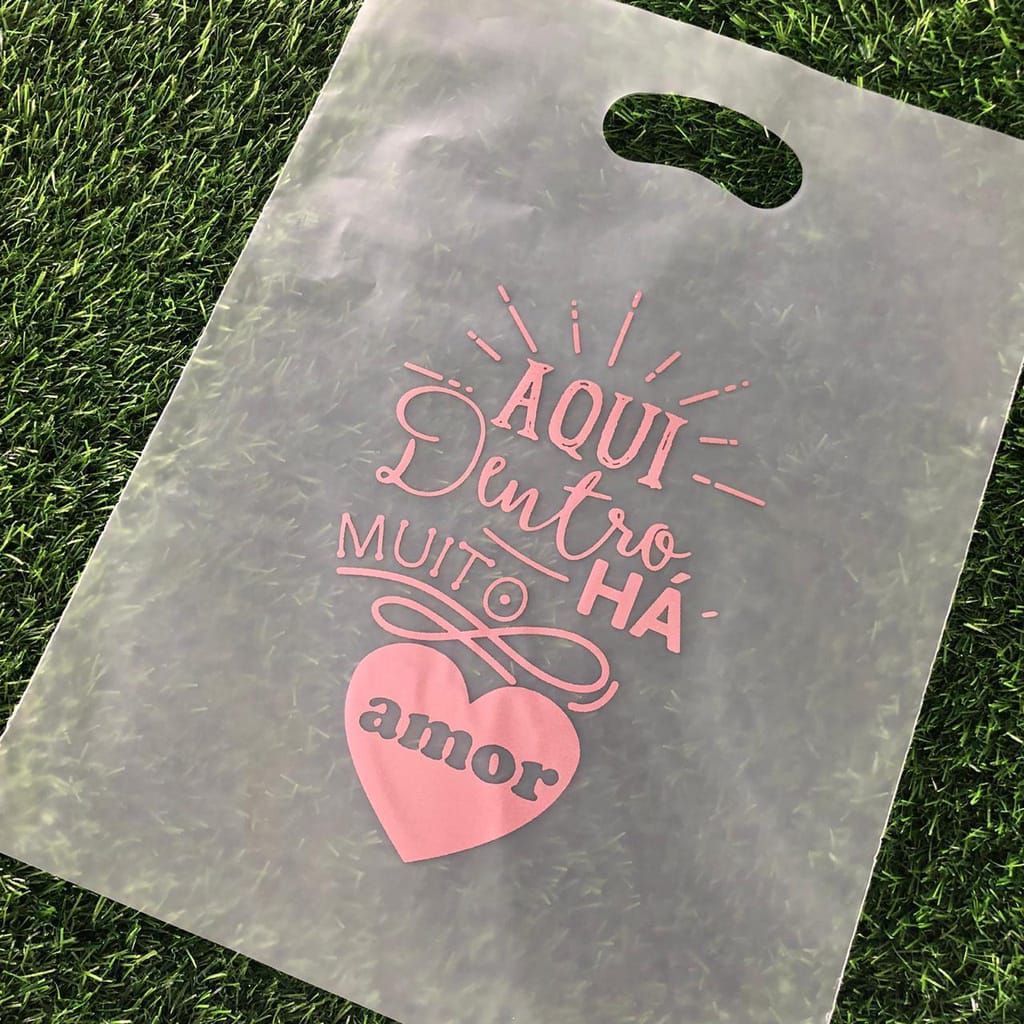 AQUI
Dentro
HÁ
MUITO
amor